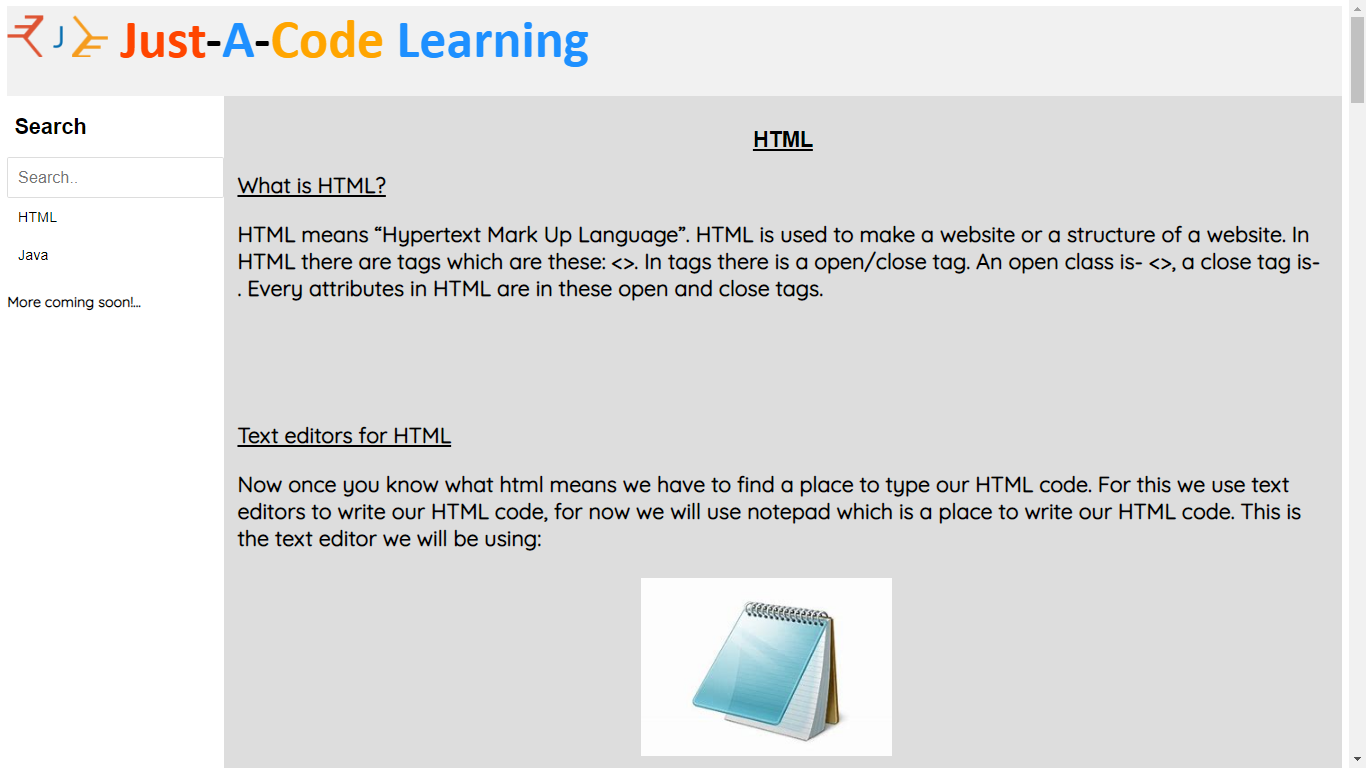 J Just-A-Code Learning
Search
Search..
HTML
Java
More coming soon!...
HTML
What is HTML?
HTML means “Hypertext Mark Up Language”. HTML is used to make a website or a structure of a website. In
HTML there are tags which are these: <>. In tags there is a open/close tag. An open class is- <>, a close tag is-
. Every attributes in HTML are in these open and close tags.
Text editors for HTML
Now once you know what html means we have to find a place to type our HTML code. For this we use text
editors to write our HTML code, for now we will use notepad which is a place to write our HTML code. This is
the text editor we will be using: